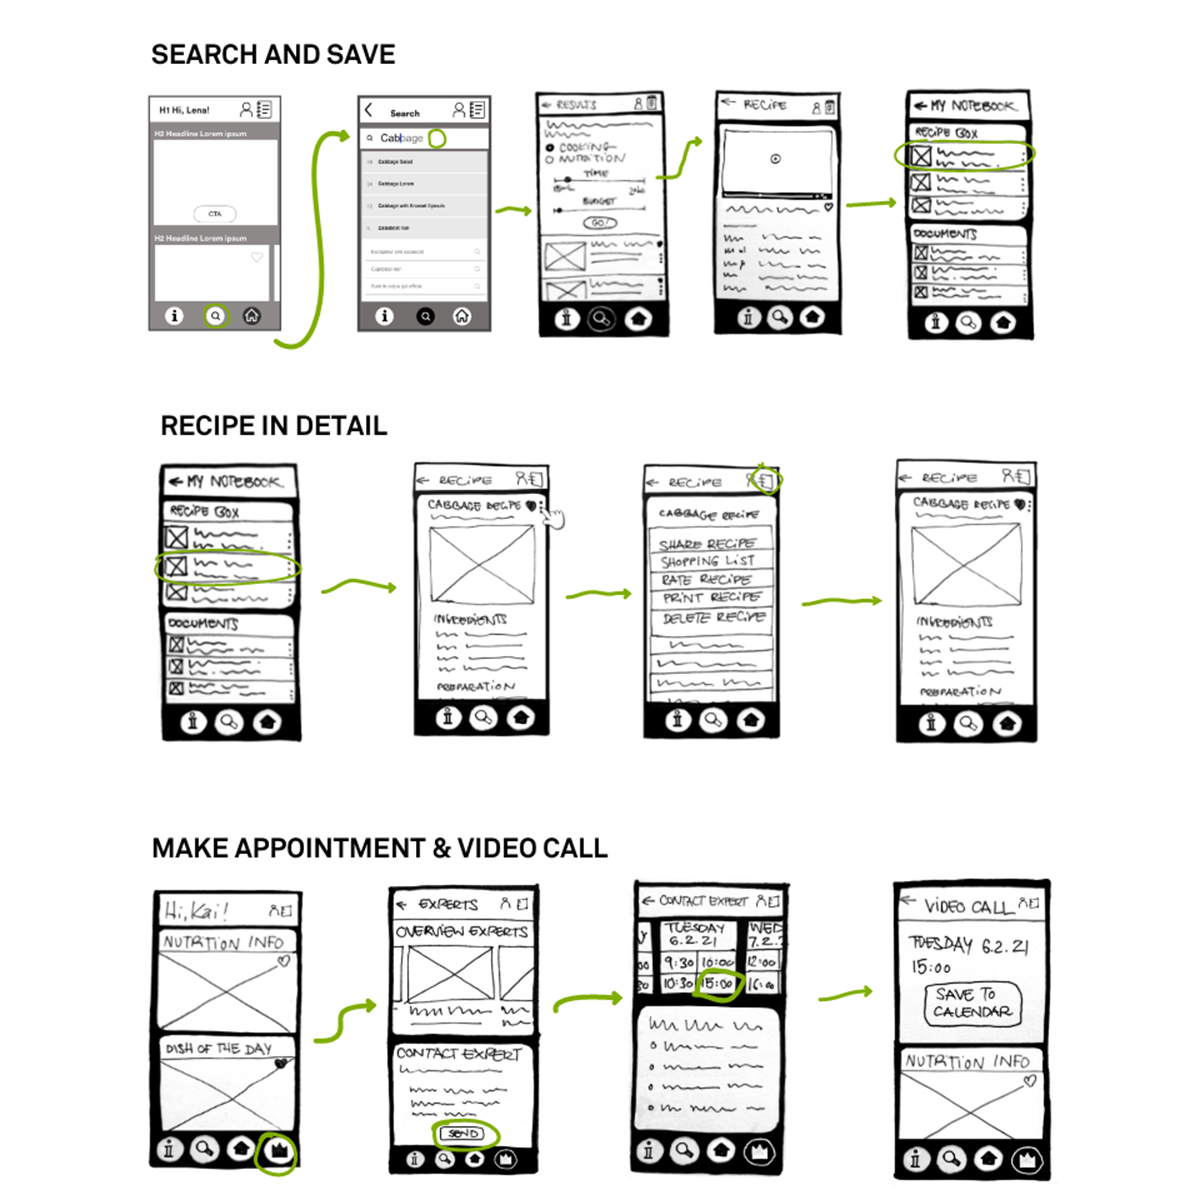 SEARCH AND SAVE
H1 Hi, Lena!
H2 Headline Lorem ipsum
CTA
H2 Headline Lorem ipsum
i
Search
Cabbage
Cabbage Salad
Cabbage Lorem
Cabbage with Brussel Sprouts
i
← RESULTS
COOKING
NUTRITION
TIME
BUDGET
GO!
i
← RECIPE
i
← MY NOTEBOOK
RECIPE BOX
DOCUMENTS
i
RECIPE IN DETAIL
← MY NOTEBOOK
RECIPE BOX
DOCUMENTS
i
← RECIPE
CABBAGE RECIPE
INGREDIENTS
PREPARATION
i
← RECIPE
CABBAGE RECIPE
SHARE RECIPE
SHOPPING LIST
RATE RECIPE
PRINT RECIPE
DELETE RECIPE
i
← RECIPE
CABBAGE RECIPE
INGREDIENTS
PREPARATION
i
MAKE APPOINTMENT & VIDEO CALL
Hi, Kai!
NUTRITION INFO
DISH OF THE DAY
i
← EXPERTS
OVERVIEW EXPERTS
CONTACT EXPERT
SEND
i
← CONTACT EXPERT
TUESDAY WED
6.2.21 7.2.2
9:30 10:00 12:00
10:30 15:00
i
← VIDEO CALL
TUESDAY 6.2.21
15:00
SAVE TO
CALENDAR
NUTRITION INFO
i